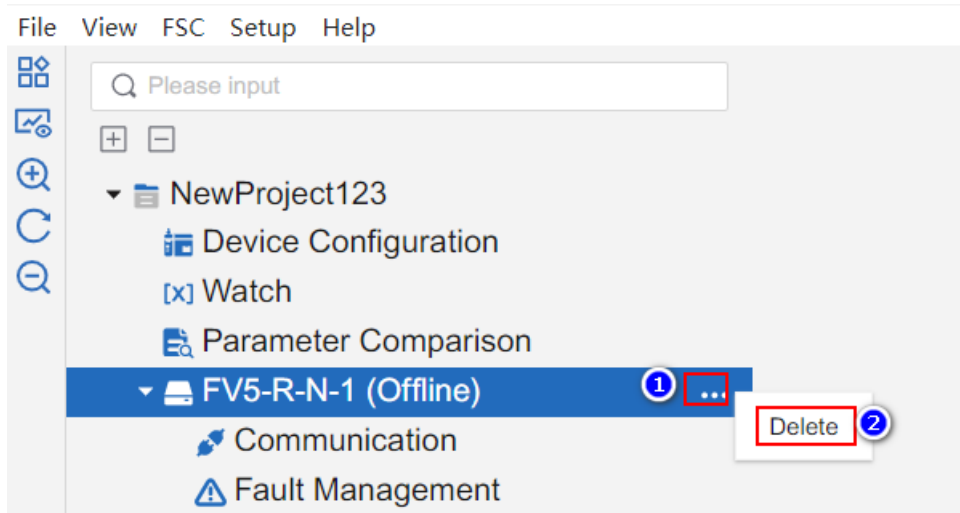 File View FSC Setup Help
Please input
NewProject123
Device Configuration
[x] Watch
Parameter Comparison
FV5-R-N-1 (Offline) 1 ...
Delete 2
Communication
Fault Management